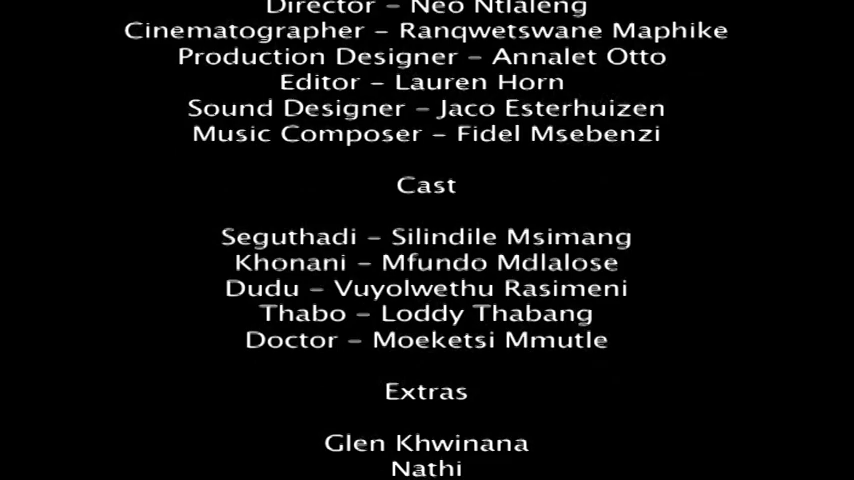 Director – Neo Ntlaleng
Cinematographer – Ranqwetswane Maphike
Production Designer – Annalet Otto
Editor – Lauren Horn
Sound Designer – Jaco Esterhuizen
Music Composer – Fidel Msebenzi
Cast
Seguthadi – Silindile Msimang
Khonani – Mfundo Mdlalose
Dudu – Vuyolwethu Rasimeni
Thabo – Loddy Thabang
Doctor – Moeketsi Mmutle
Extras
Glen Khwinana
Nathi